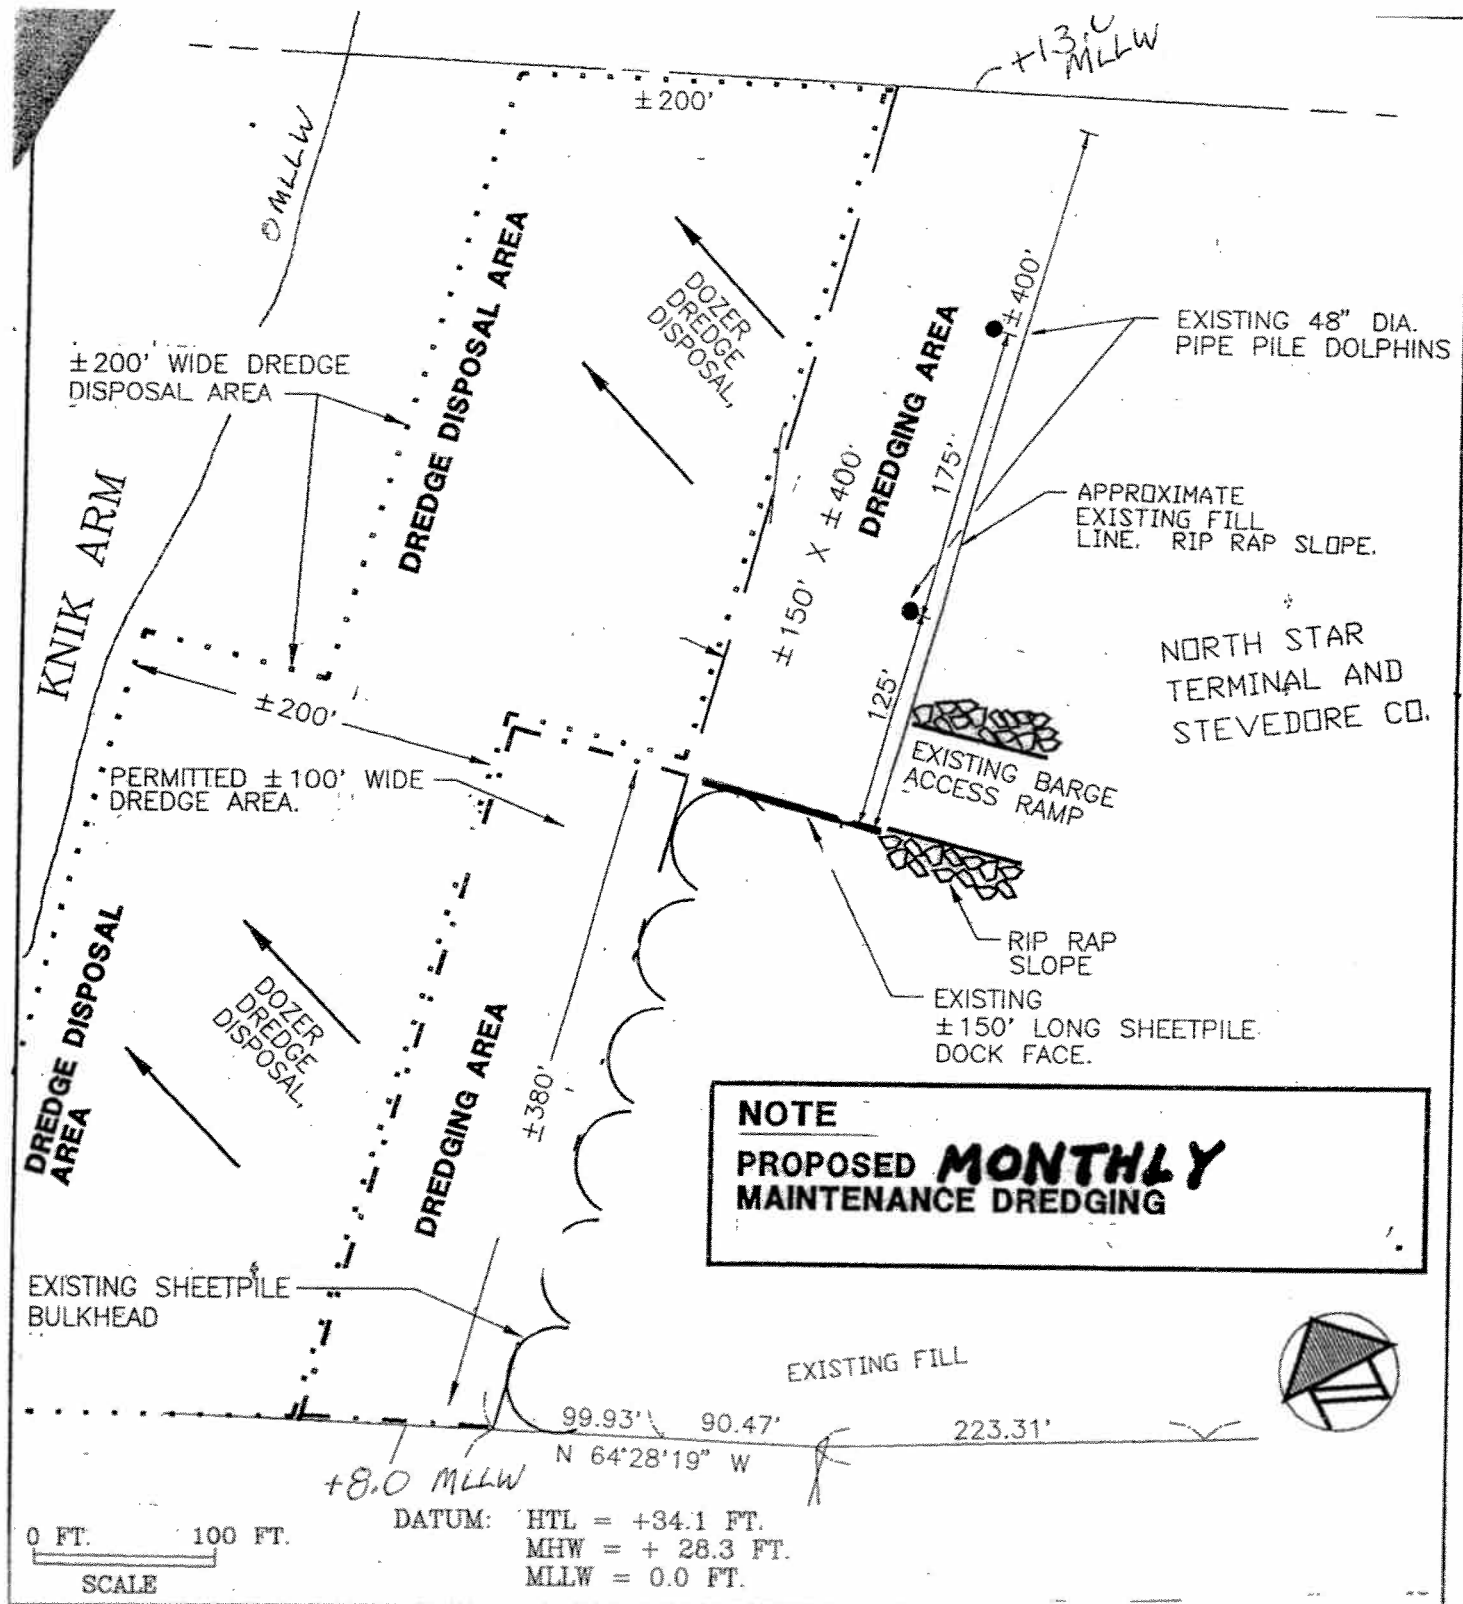 +13.0
MLLW
±200'
0 MLLW
DREDGE DISPOSAL AREA
DOZER
DREDGE
DISPOSAL,
±400'
EXISTING 48" DIA.
PIPE PILE DOLPHINS
±200' WIDE DREDGE
DISPOSAL AREA
DREDGING AREA
175'
±150' X ±400'
APPROXIMATE
EXISTING FILL
LINE. RIP RAP SLOPE.
KNIK ARM
NORTH STAR
TERMINAL AND
STEVEDORE CO.
±200'
125'
EXISTING BARGE
ACCESS RAMP
PERMITTED ±100' WIDE
DREDGE AREA.
RIP RAP
SLOPE
EXISTING
±150' LONG SHEETPILE
DOCK FACE.
DREDGE DISPOSAL
AREA
DOZER
DREDGE
DISPOSAL,
DREDGING AREA
±380'
NOTE
PROPOSED MONTHLY
MAINTENANCE DREDGING
EXISTING SHEETPILE
BULKHEAD
EXISTING FILL
99.93'
90.47'
223.31'
N 64°28'19" W
+8.0 MLLW
DATUM: HTL = +34.1 FT.
MHW = + 28.3 FT.
MLLW = 0.0 FT.
0 FT. 100 FT.
SCALE